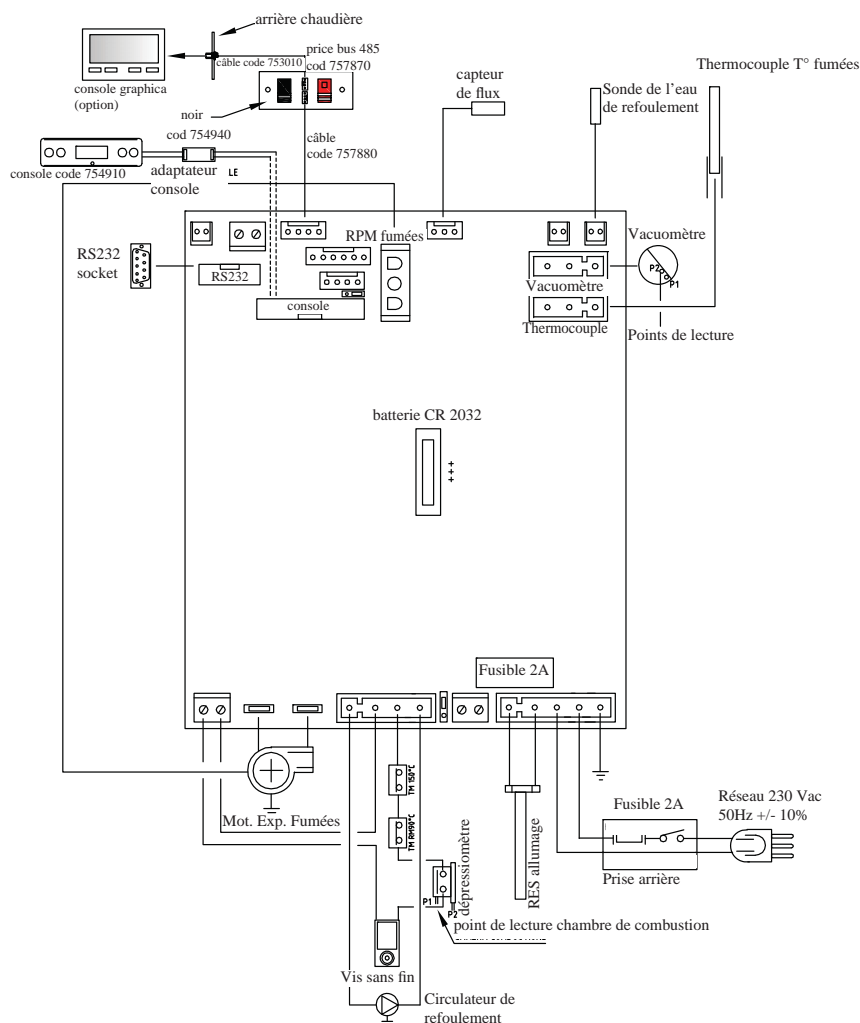 arrière chaudière
câble code 753010
price bus 485
cod 757870
console graphica
(option)
noir
capteur
de flux
Thermocouple T° fumées
Sonde de l'eau
de refoulement
cod 754940
câble
code 757880
console code 754910
adaptateur
console
LE
RPM fumées
RS232
socket
RS232
console
Vacuomètre
P2
P1
Vacuomètre
Thermocouple
Points de lecture
batterie CR 2032
+++
Fusible 2A
Mot. Exp. Fumées
TM 150°C
TM RM90°C
dépressiomètre
P1
P2
RES allumage
Fusible 2A
Prise arrière
Réseau 230 Vac
50Hz +/- 10%
point de lecture chambre de combustion
Vis sans fin
Circulateur de
refoulement